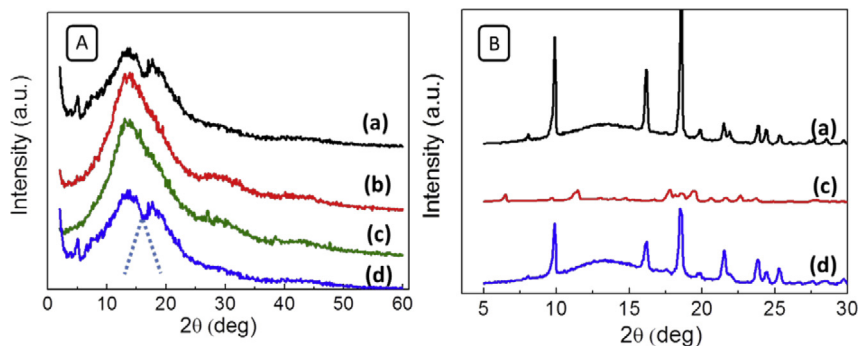 A
Intensity (a.u.)
(a)
(b)
(c)
(d)
0 10 20 30 40 50 60
2θ (deg)
B
Intensity (a.u.)
(a)
(c)
(d)
5 10 15 20 25 30
2θ (deg)